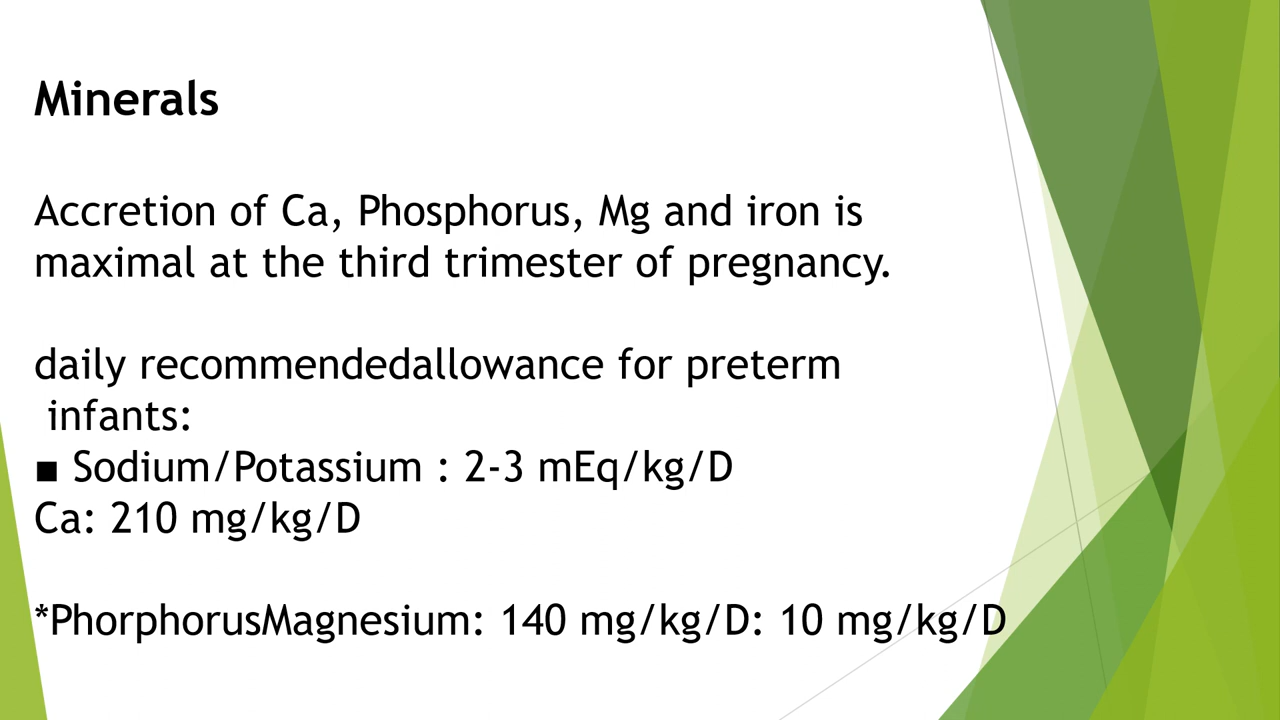 Minerals
Accretion of Ca, Phosphorus, Mg and iron is
maximal at the third trimester of pregnancy.
daily recommendedallowance for preterm
infants:
■ Sodium/Potassium : 2-3 mEq/kg/D
Ca: 210 mg/kg/D
*PhorphorusMagnesium: 140 mg/kg/D: 10 mg/kg/D